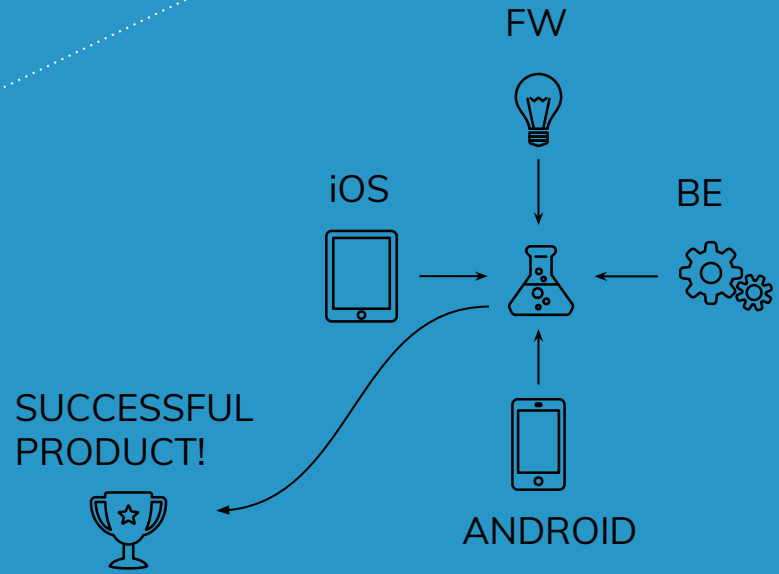 FW
iOS
BE
SUCCESSFUL
PRODUCT!
ANDROID